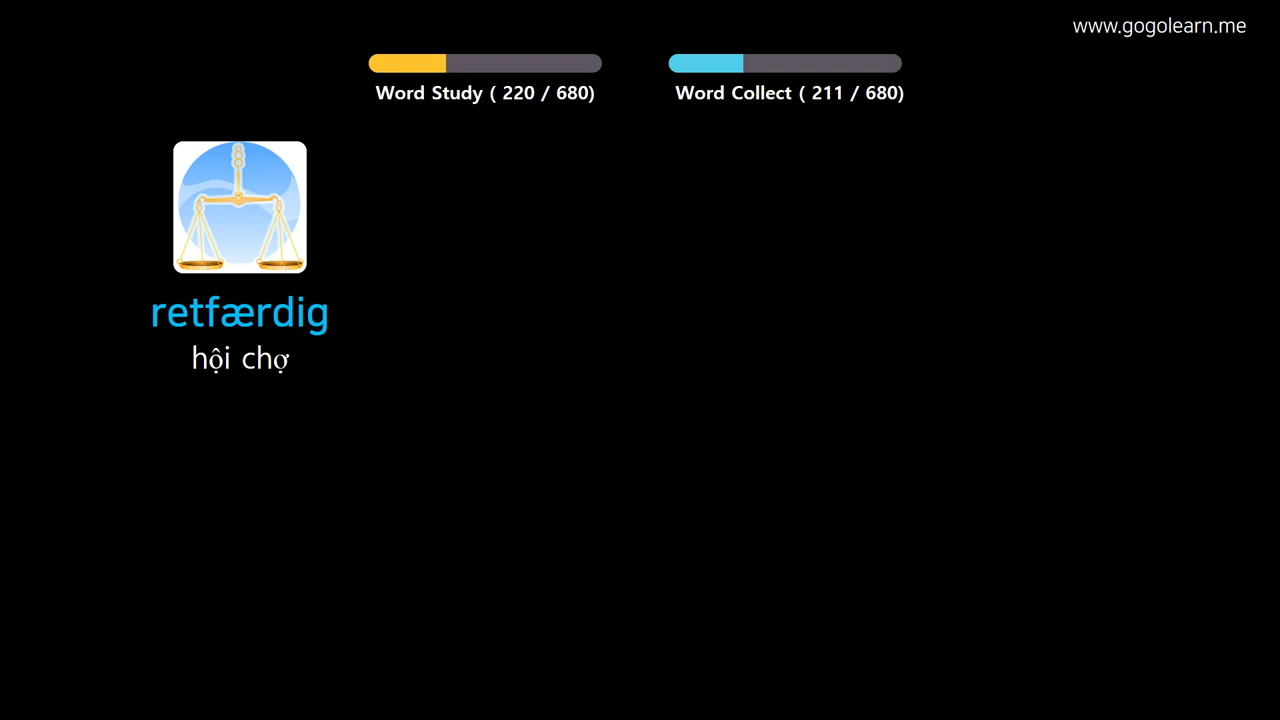 www.gogolearn.me
Word Study ( 220 / 680)
Word Collect ( 211 / 680)
retfærdig
hội chợ